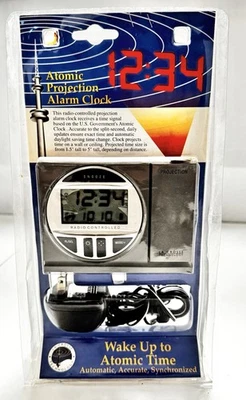 12:34
Atomic
Projection
Alarm Clock
This radio-controlled projection
alarm clock receives a time signal
based on the U.S. Government's Atomic
Clock. Accurate to the split-second, daily
updates ensure exact time and automatic
daylight saving time change. Clock projects
time on a wall or ceiling. Projected time size is
from 1.5" tall to 5" tall, depending on distance.
PROJECTION
SNOOZE
12:34
RADIO CONTROLLED
Wake Up to
Atomic Time
Automatic, Accurate, Synchronized